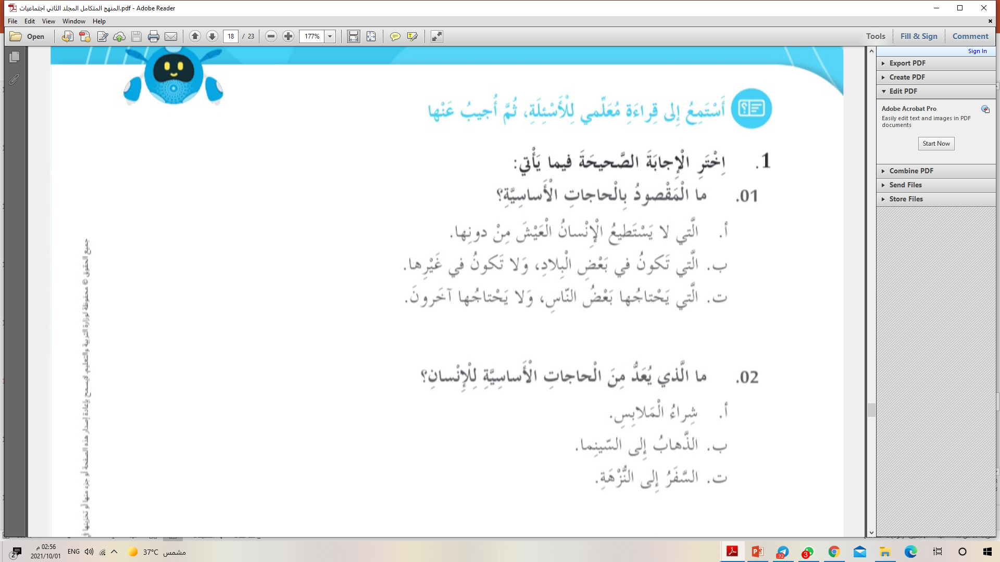 المنهج المتكامل المجلد الثاني اجتماعيات.pdf - Adobe Reader
File Edit View Window Help
Open 18 / 23 177% Tools Fill & Sign Comment
Sign In
Export PDF
Create PDF
Edit PDF
Adobe Acrobat Pro
Easily edit text and images in PDF
documents
Start Now
Combine PDF
Send Files
Store Files
أَسْتَمِعُ إِلى قِراءَةِ مُعَلِّمي لِلْأَسْئِلَةِ، ثُمَّ أُجيبُ عَنْها
1. اِخْتَرِ الْإِجابَةَ الصَّحيحَةَ فيما يَأْتي:
01. ما الْمَقْصودُ بِالْحاجاتِ الْأَساسِيَّةِ؟
أ. الَّتي لا يَسْتَطيعُ الْإِنْسانُ الْعَيْشَ مِنْ دونِها.
ب. الَّتي تَكونُ في بَعْضِ الْبِلادِ، وَلا تَكونُ في غَيْرِها.
ت. الَّتي يَحْتاجُها بَعْضُ النّاسِ، وَلا يَحْتاجُها آخَرونَ.
02. ما الَّذي يُعَدُّ مِنَ الْحاجاتِ الْأَساسِيَّةِ لِلْإِنْسانِ؟
أ. شِراءُ الْمَلابِسِ.
ب. الذَّهابُ إِلى السّينِما.
ت. السَّفَرُ إِلى النُّزْهَةِ.
جميع الحقوق © محفوظة لوزارة التربية والتعليم. لايسمح بإعادة إصدار هذه الصفحة أو جزء منها أو تخزينها في
2 02:56 م ENG 37°C مشمس 72 3
2021/10/01